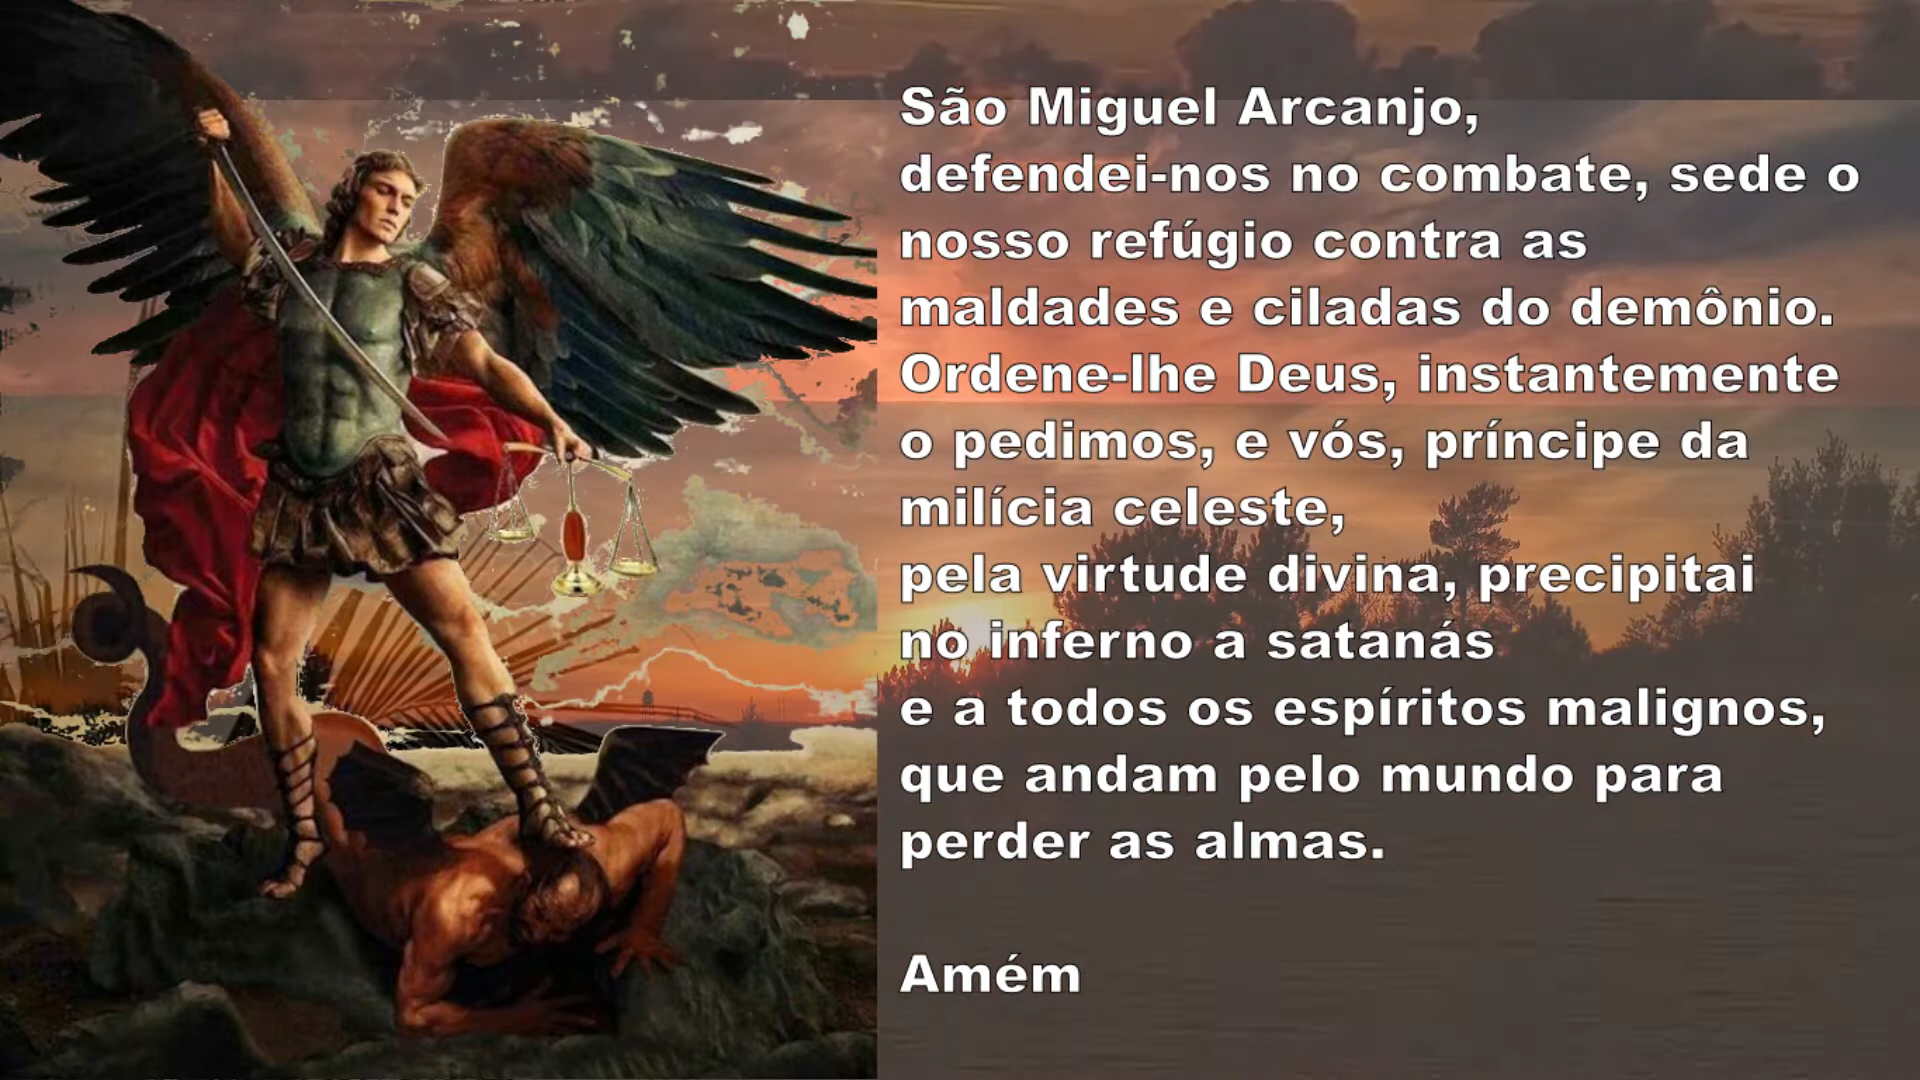 São Miguel Arcanjo,
defendei-nos no combate, sede o
nosso refúgio contra as
maldades e ciladas do demônio.
Ordene-lhe Deus, instantemente
o pedimos, e vós, príncipe da
milícia celeste,
pela virtude divina, precipitai
no inferno a satanás
e a todos os espíritos malignos,
que andam pelo mundo para
perder as almas.
Amém